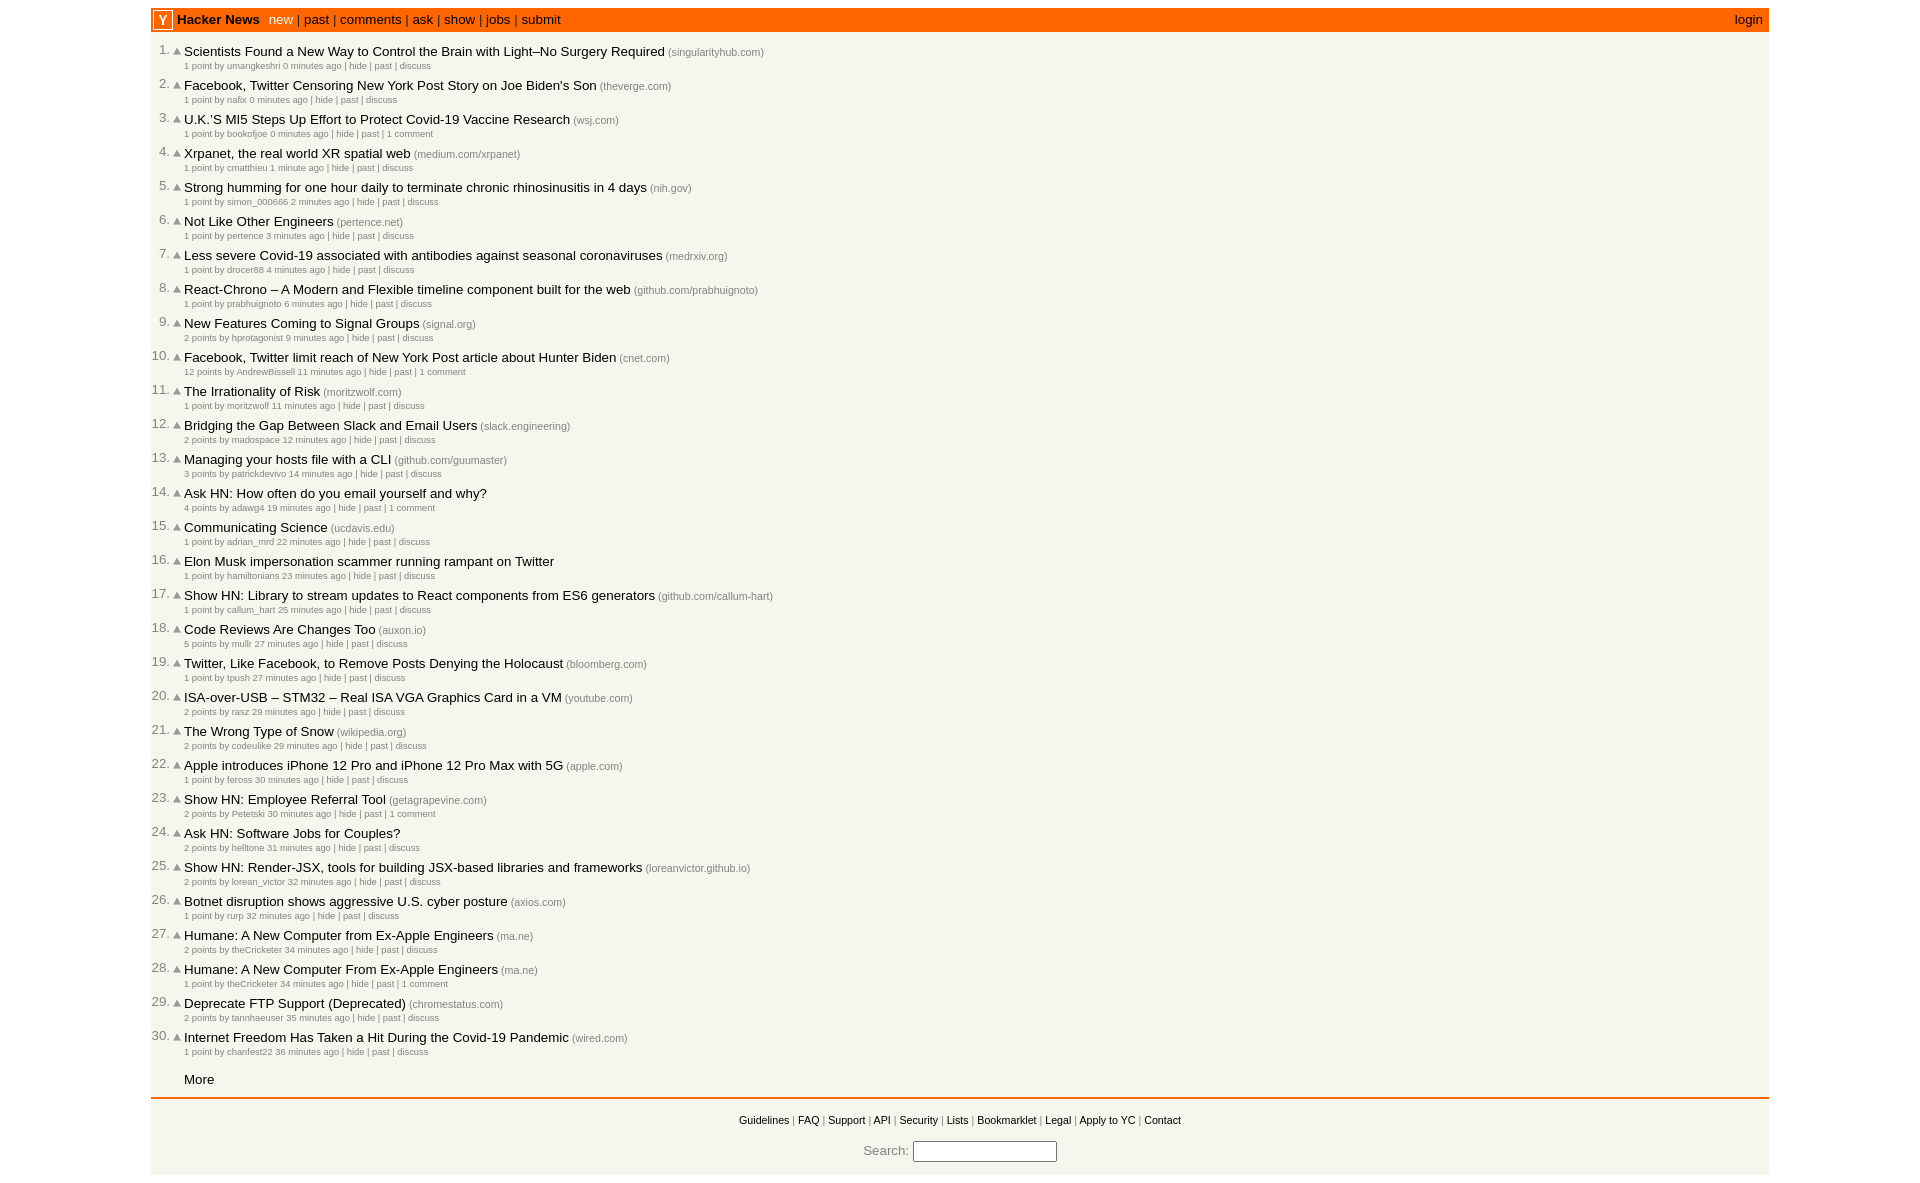 Y Hacker News new | past | comments | ask | show | jobs | submit login
1. Scientists Found a New Way to Control the Brain with Light–No Surgery Required (singularityhub.com)
1 point by umangkeshri 0 minutes ago | hide | past | discuss
2. Facebook, Twitter Censoring New York Post Story on Joe Biden's Son (theverge.com)
1 point by nafix 0 minutes ago | hide | past | discuss
3. U.K.’S MI5 Steps Up Effort to Protect Covid-19 Vaccine Research (wsj.com)
1 point by bookofjoe 0 minutes ago | hide | past | 1 comment
4. Xrpanet, the real world XR spatial web (medium.com/xrpanet)
1 point by cmatthieu 1 minute ago | hide | past | discuss
5. Strong humming for one hour daily to terminate chronic rhinosinusitis in 4 days (nih.gov)
1 point by simon_000666 2 minutes ago | hide | past | discuss
6. Not Like Other Engineers (pertence.net)
1 point by pertence 3 minutes ago | hide | past | discuss
7. Less severe Covid-19 associated with antibodies against seasonal coronaviruses (medrxiv.org)
1 point by drocer88 4 minutes ago | hide | past | discuss
8. React-Chrono – A Modern and Flexible timeline component built for the web (github.com/prabhuignoto)
1 point by prabhuignoto 6 minutes ago | hide | past | discuss
9. New Features Coming to Signal Groups (signal.org)
2 points by hprotagonist 9 minutes ago | hide | past | discuss
10. Facebook, Twitter limit reach of New York Post article about Hunter Biden (cnet.com)
12 points by AndrewBissell 11 minutes ago | hide | past | 1 comment
11. The Irrationality of Risk (moritzwolf.com)
1 point by moritzwolf 11 minutes ago | hide | past | discuss
12. Bridging the Gap Between Slack and Email Users (slack.engineering)
2 points by madospace 12 minutes ago | hide | past | discuss
13. Managing your hosts file with a CLI (github.com/guumaster)
3 points by patrickdevivo 14 minutes ago | hide | past | discuss
14. Ask HN: How often do you email yourself and why?
4 points by adawg4 19 minutes ago | hide | past | 1 comment
15. Communicating Science (ucdavis.edu)
1 point by adrian_mrd 22 minutes ago | hide | past | discuss
16. Elon Musk impersonation scammer running rampant on Twitter
1 point by hamiltonians 23 minutes ago | hide | past | discuss
17. Show HN: Library to stream updates to React components from ES6 generators (github.com/callum-hart)
1 point by callum_hart 25 minutes ago | hide | past | discuss
18. Code Reviews Are Changes Too (auxon.io)
5 points by mullr 27 minutes ago | hide | past | discuss
19. Twitter, Like Facebook, to Remove Posts Denying the Holocaust (bloomberg.com)
1 point by tpush 27 minutes ago | hide | past | discuss
20. ISA-over-USB – STM32 – Real ISA VGA Graphics Card in a VM (youtube.com)
2 points by rasz 29 minutes ago | hide | past | discuss
21. The Wrong Type of Snow (wikipedia.org)
2 points by codeulike 29 minutes ago | hide | past | discuss
22. Apple introduces iPhone 12 Pro and iPhone 12 Pro Max with 5G (apple.com)
1 point by feross 30 minutes ago | hide | past | discuss
23. Show HN: Employee Referral Tool (getagrapevine.com)
2 points by Petetski 30 minutes ago | hide | past | 1 comment
24. Ask HN: Software Jobs for Couples?
2 points by helltone 31 minutes ago | hide | past | discuss
25. Show HN: Render-JSX, tools for building JSX-based libraries and frameworks (loreanvictor.github.io)
2 points by lorean_victor 32 minutes ago | hide | past | discuss
26. Botnet disruption shows aggressive U.S. cyber posture (axios.com)
1 point by rurp 32 minutes ago | hide | past | discuss
27. Humane: A New Computer from Ex-Apple Engineers (ma.ne)
2 points by theCricketer 34 minutes ago | hide | past | discuss
28. Humane: A New Computer From Ex-Apple Engineers (ma.ne)
1 point by theCricketer 34 minutes ago | hide | past | 1 comment
29. Deprecate FTP Support (Deprecated) (chromestatus.com)
2 points by tannhaeuser 35 minutes ago | hide | past | discuss
30. Internet Freedom Has Taken a Hit During the Covid-19 Pandemic (wired.com)
1 point by chanfest22 36 minutes ago | hide | past | discuss
More
Guidelines | FAQ | Support | API | Security | Lists | Bookmarklet | Legal | Apply to YC | Contact
Search: